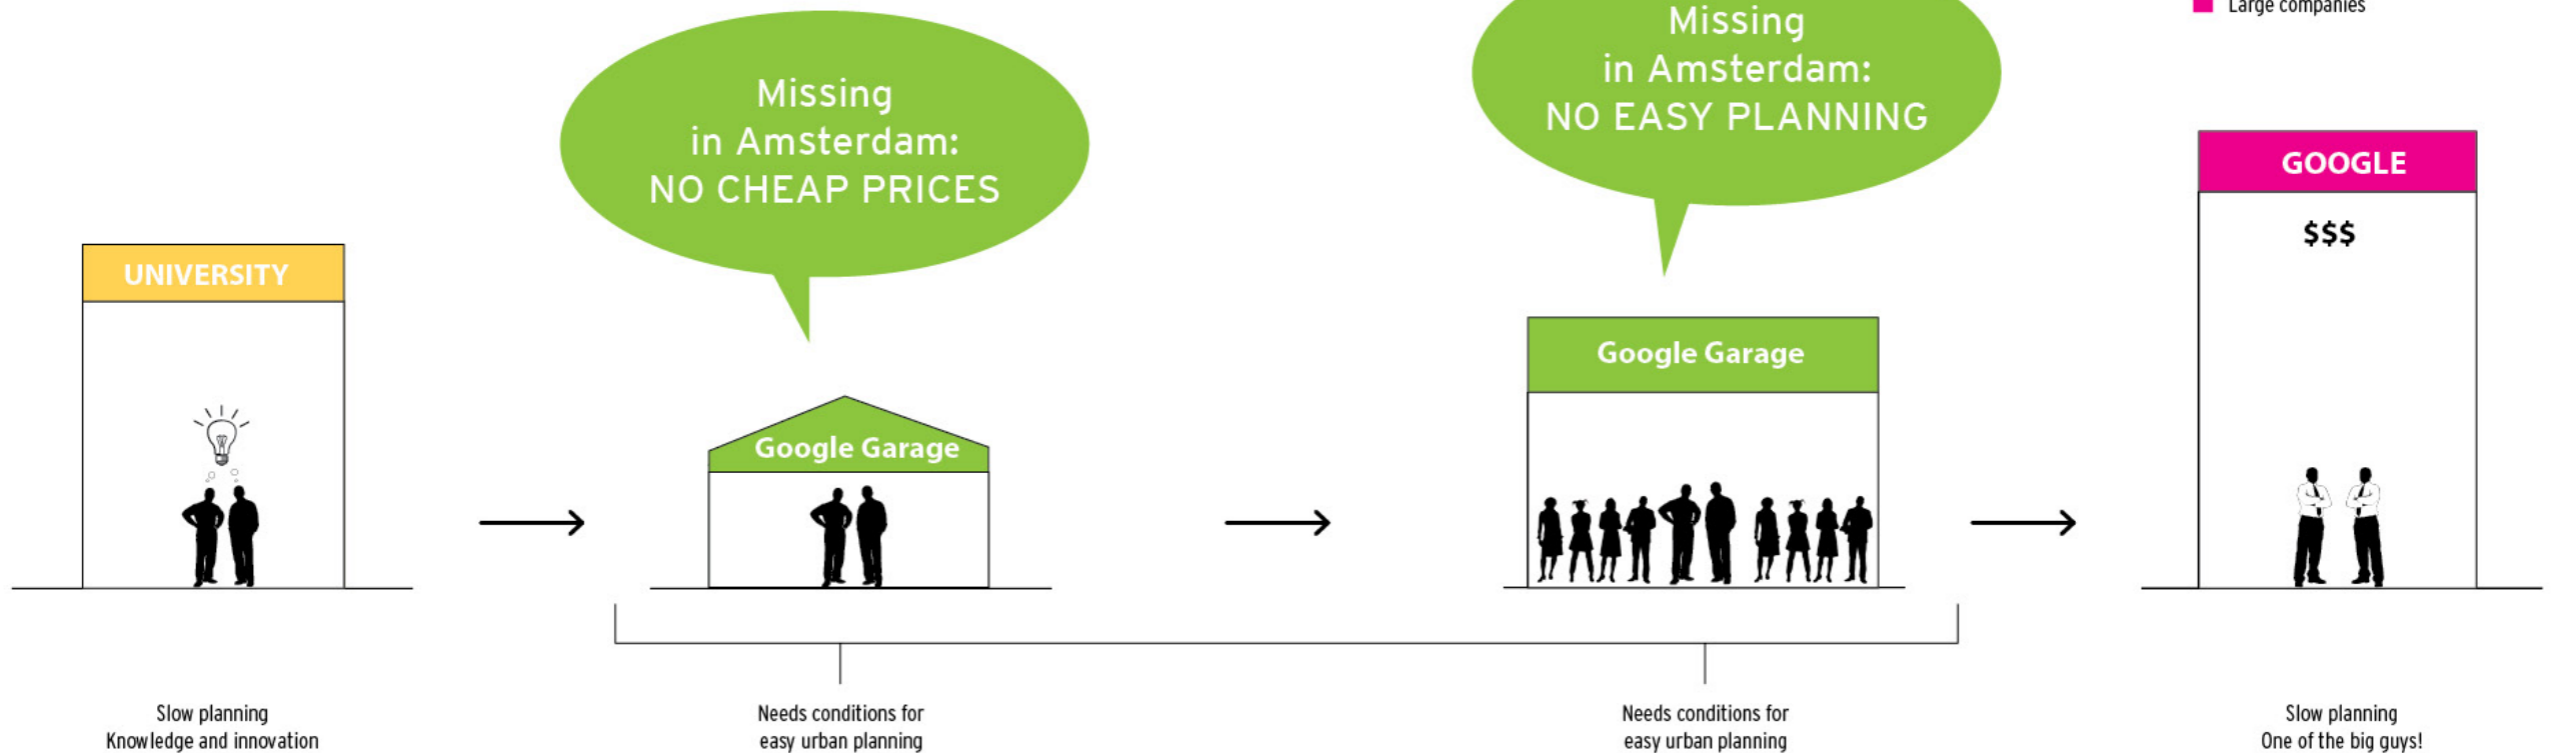 Large companies
Missing
in Amsterdam:
NO CHEAP PRICES
Missing
in Amsterdam:
NO EASY PLANNING
UNIVERSITY
Google Garage
Google Garage
GOOGLE
$$$
Slow planning
Knowledge and innovation
Needs conditions for
easy urban planning
Needs conditions for
easy urban planning
Slow planning
One of the big guys!